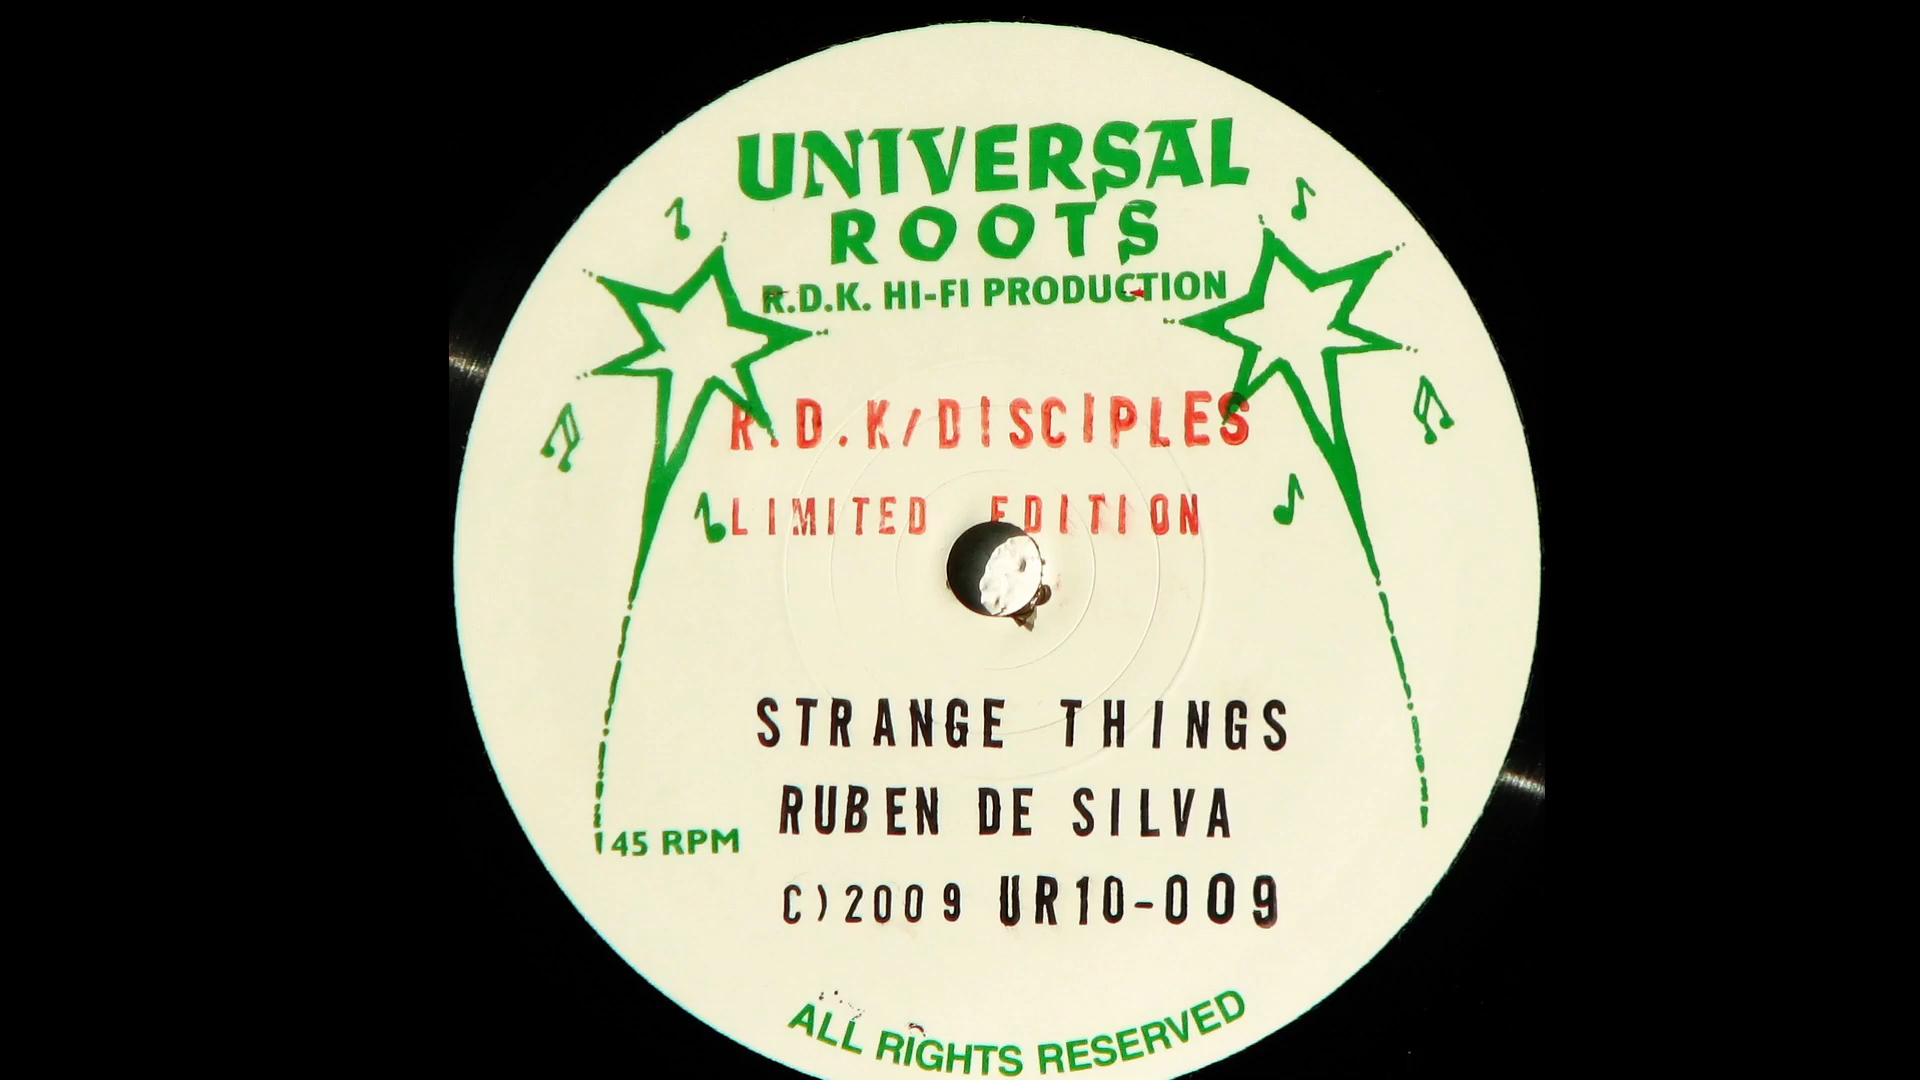 UNIVERSAL
ROOTS
R.D.K. HI-FI PRODUCTION
R.D.K/DISCIPLES
LIMITED EDITION
STRANGE THINGS
RUBEN DE SILVA
45 RPM
C)2009 UR10-009
ALL RIGHTS RESERVED